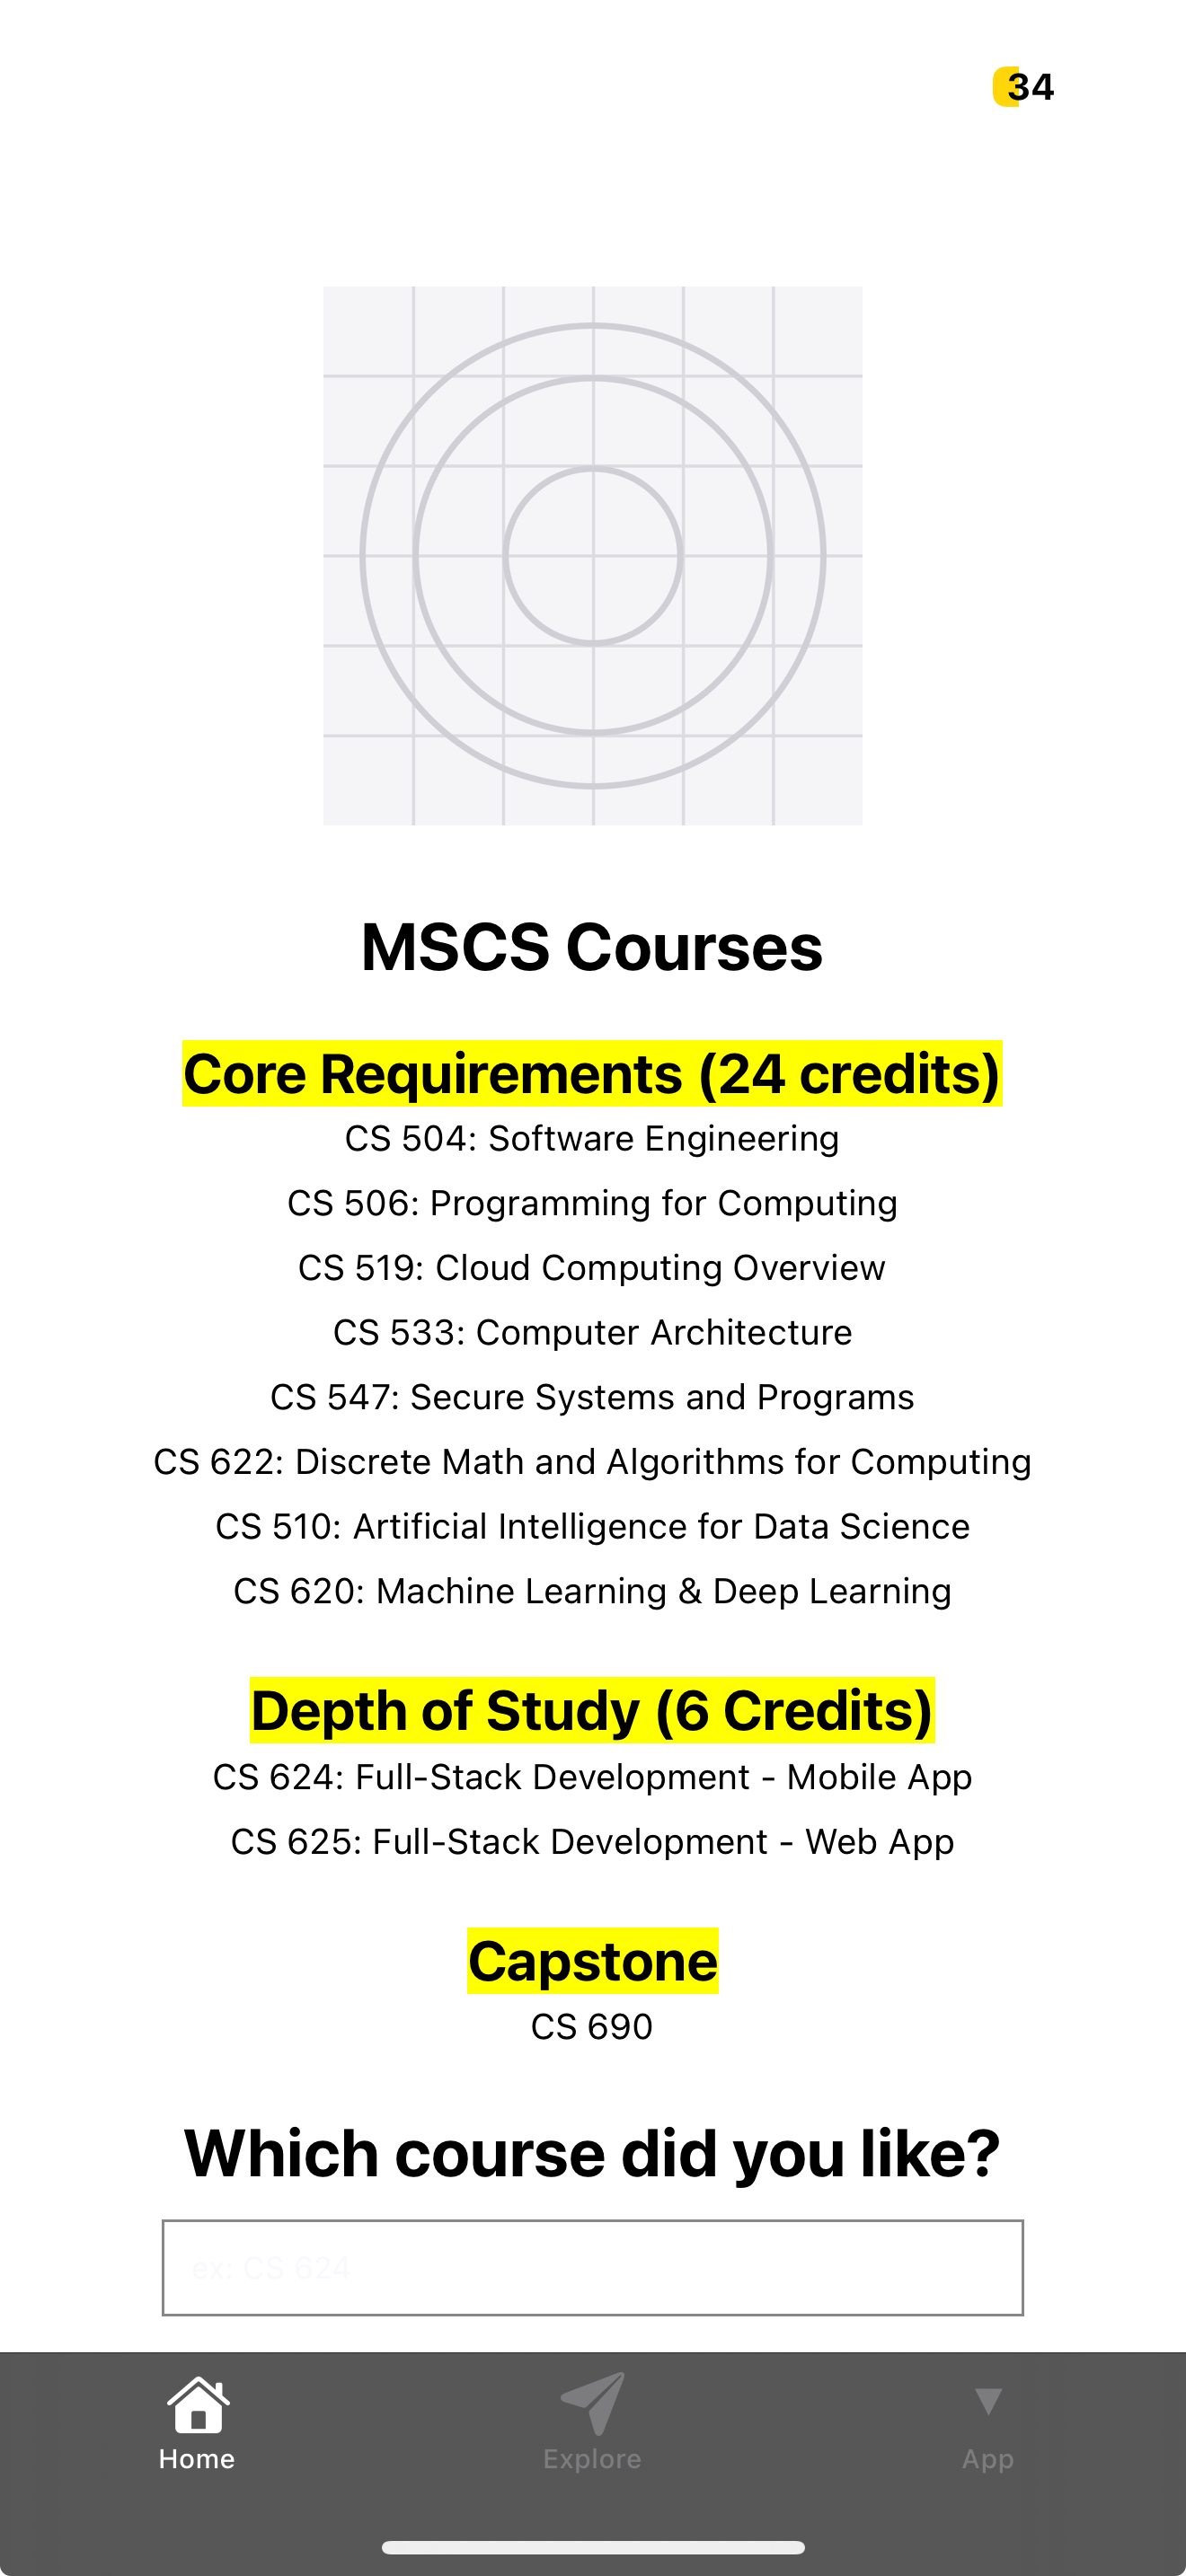 34
MSCS Courses
Core Requirements (24 credits)
CS 504: Software Engineering
CS 506: Programming for Computing
CS 519: Cloud Computing Overview
CS 533: Computer Architecture
CS 547: Secure Systems and Programs
CS 622: Discrete Math and Algorithms for Computing
CS 510: Artificial Intelligence for Data Science
CS 620: Machine Learning & Deep Learning
Depth of Study (6 Credits)
CS 624: Full-Stack Development - Mobile App
CS 625: Full-Stack Development - Web App
Capstone
CS 690
Which course did you like?
ex: CS 624
Home
Explore
App